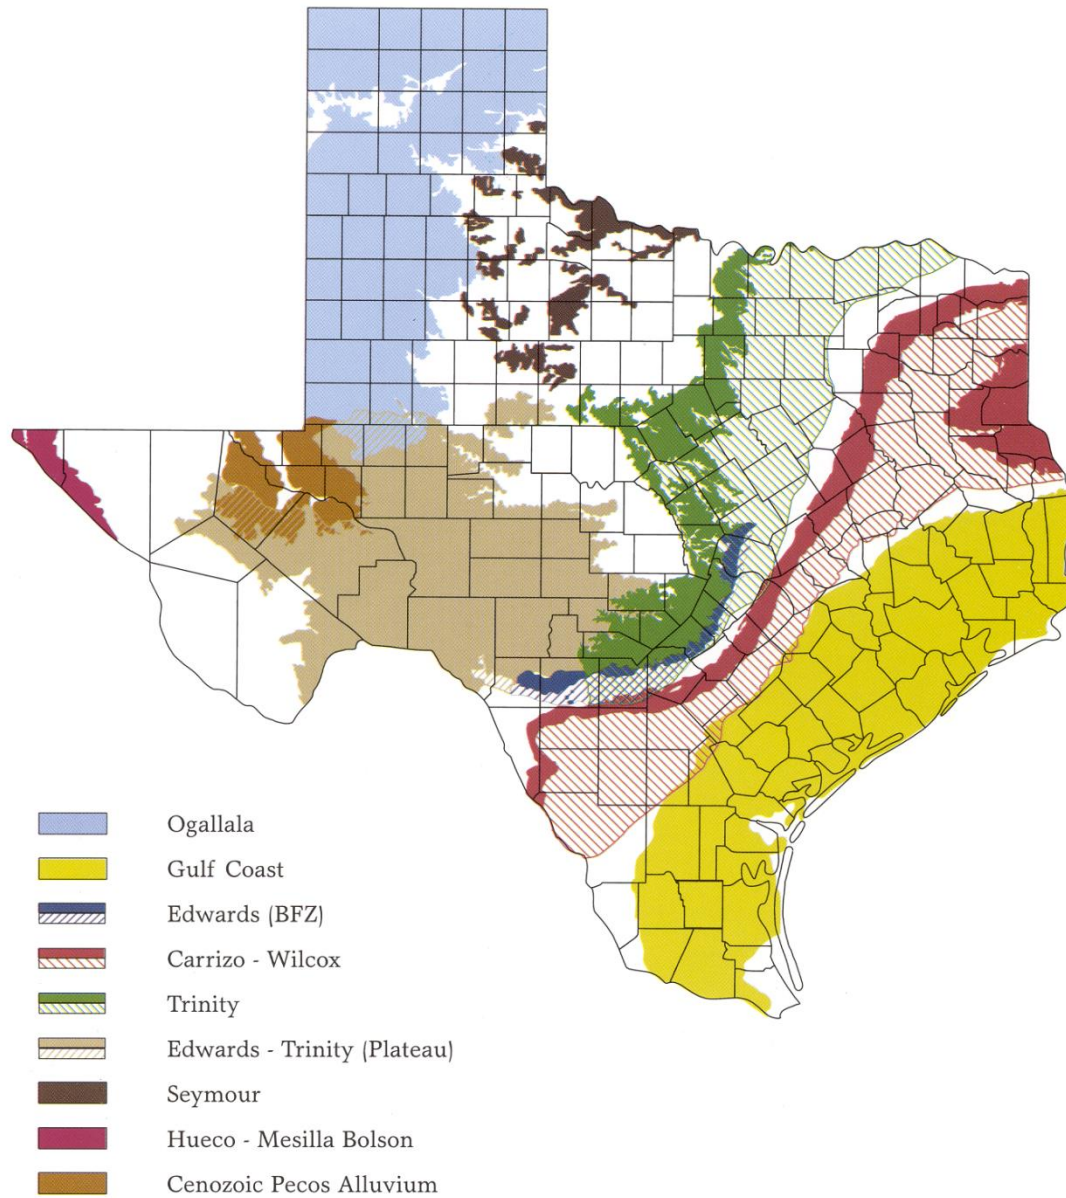 Ogallala
Gulf Coast
Edwards (BFZ)
Carrizo - Wilcox
Trinity
Edwards - Trinity (Plateau)
Seymour
Hueco - Mesilla Bolson
Cenozoic Pecos Alluvium